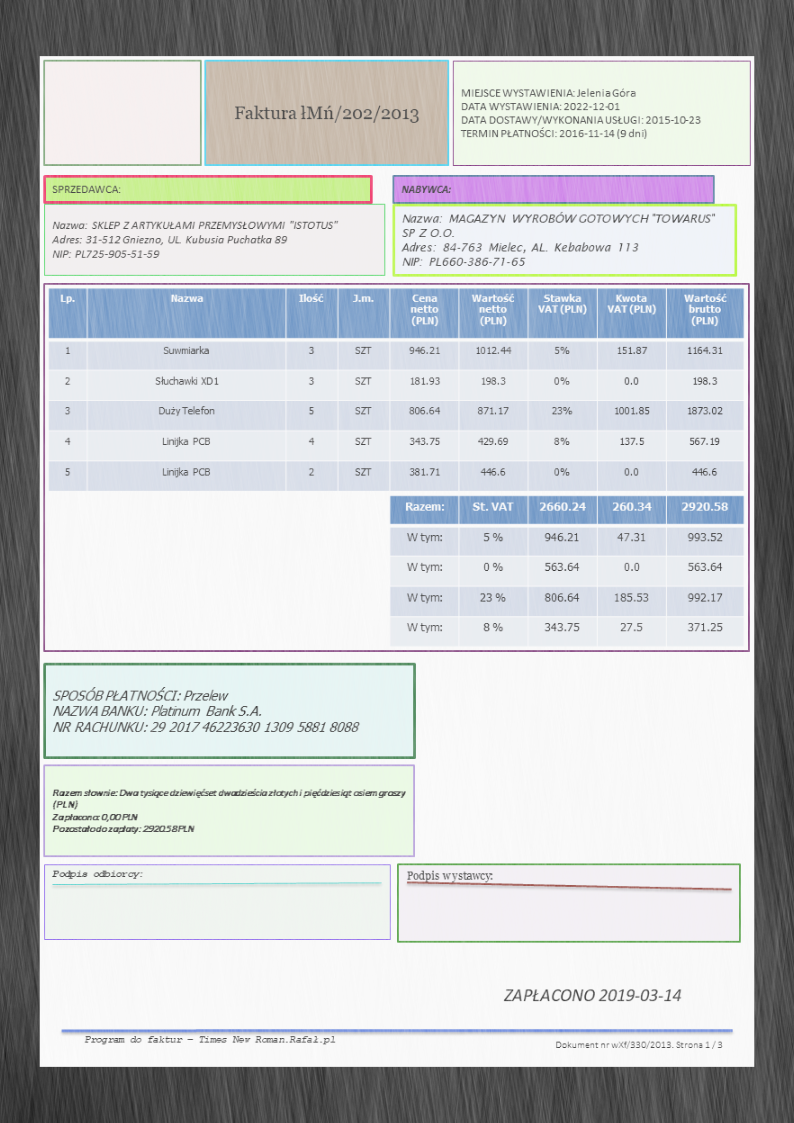 Faktura łMń/202/2013
MIEJSCE WYSTAWIENIA: Jelenia Góra
DATA WYSTAWIENIA: 2022-12-01
DATA DOSTAWY/WYKONANIA USŁUGI: 2015-10-23
TERMIN PŁATNOŚCI: 2016-11-14 (9 dni)
SPRZEDAWCA:
Nazwa: SKLEP Z ARTYKUŁAMI PRZEMYSŁOWYMI "ISTOTUS"
Adres: 31-512 Gniezno, UL. Kubusia Puchatka 89
NIP: PL725-905-51-59
NABYWCA:
Nazwa: MAGAZYN WYROBÓW GOTOWYCH "TOWARUS"
SP Z O.O.
Adres: 84-763 Mielec, AL. Kebabowa 113
NIP: PL660-386-71-65
Lp. Nazwa Ilość J.m. Cena netto (PLN) Wartość netto (PLN) Stawka VAT (PLN) Kwota VAT (PLN) Wartość brutto (PLN)
1 Suwmiarka 3 SZT 946.21 1012.44 5% 151.87 1164.31
2 Słuchawki XD1 3 SZT 181.93 198.3 0% 0.0 198.3
3 Duży Telefon 5 SZT 806.64 871.17 23% 1001.85 1873.02
4 Linijka PCB 4 SZT 343.75 429.69 8% 137.5 567.19
5 Linijka PCB 2 SZT 381.71 446.6 0% 0.0 446.6
Razem: St. VAT 2660.24 260.34 2920.58
W tym: 5 % 946.21 47.31 993.52
W tym: 0 % 563.64 0.0 563.64
W tym: 23 % 806.64 185.53 992.17
W tym: 8 % 343.75 27.5 371.25
SPOSÓB PŁATNOŚCI: Przelew
NAZWA BANKU: Platinum Bank S.A.
NR RACHUNKU: 29 2017 46223630 1309 5881 8088
Razem słownie: Dwa tysiące dziewięćset dwadzieścia złotych i pięćdziesiąt osiem groszy
(PLN)
Zapłacono: 0,00 PLN
Pozostało do zapłaty: 2920.58 PLN
Podpis odbiorcy:
Podpis wystawcy:
ZAPŁACONO 2019-03-14
Program do faktur – Times New Roman.Rafał.pl
Dokument nr wXf/330/2013. Strona 1 / 3